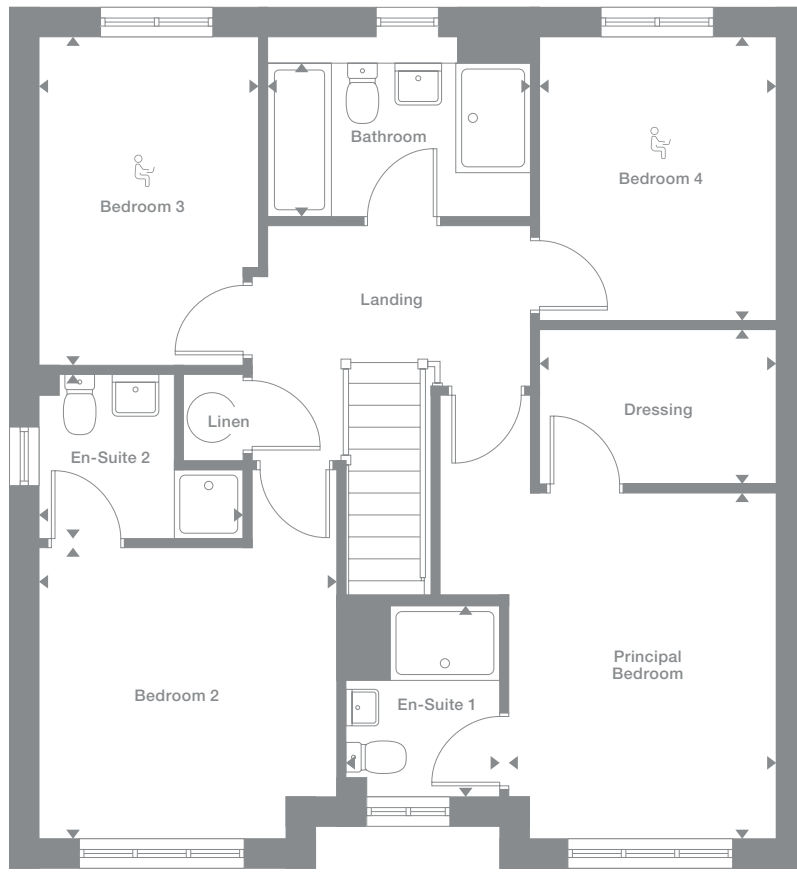 Bathroom
Bedroom 4
Bedroom 3
Landing
Linen
Dressing
En-Suite 2
Principal
Bedroom
Bedroom 2
En-Suite 1